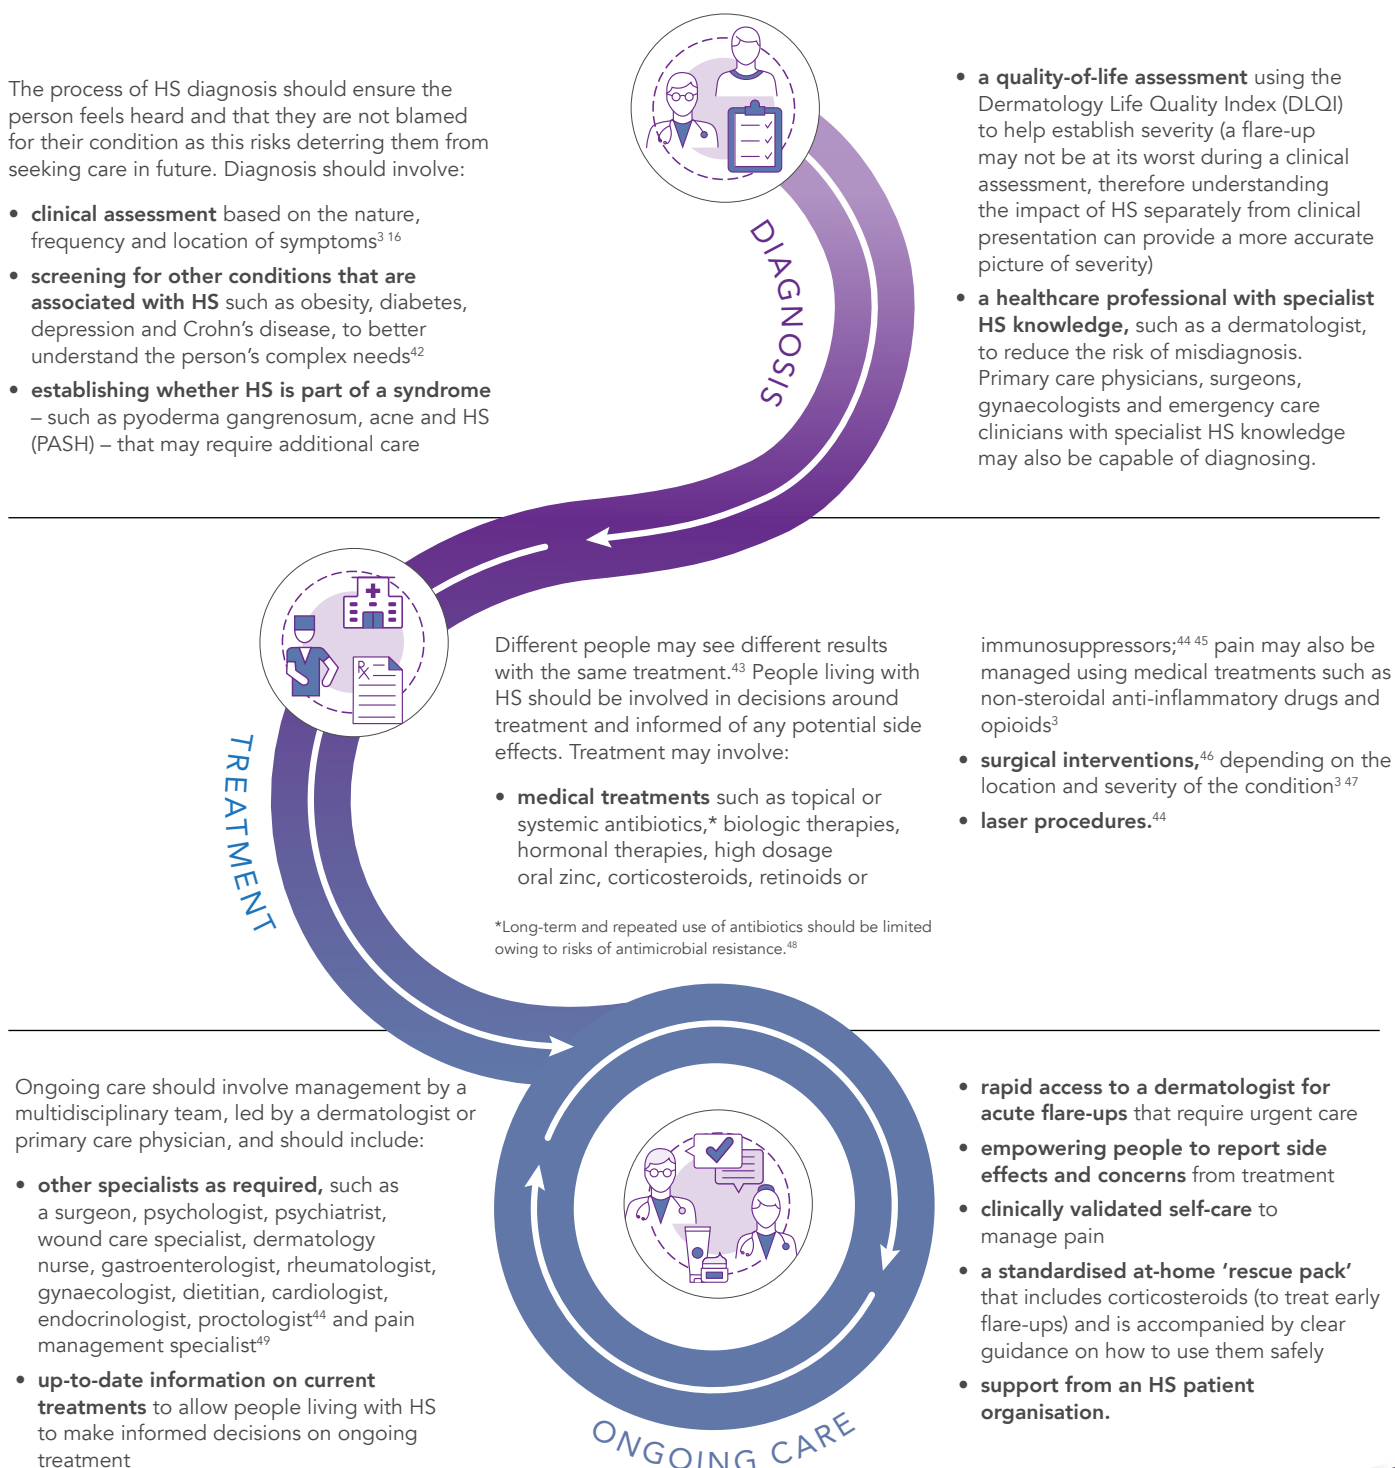 The process of HS diagnosis should ensure the
person feels heard and that they are not blamed
for their condition as this risks deterring them from
seeking care in future. Diagnosis should involve:
• clinical assessment based on the nature,
frequency and location of symptoms3 16
• screening for other conditions that are
associated with HS such as obesity, diabetes,
depression and Crohn’s disease, to better
understand the person’s complex needs42
• establishing whether HS is part of a syndrome
– such as pyoderma gangrenosum, acne and HS
(PASH) – that may require additional care
DIAGNOSIS
• a quality-of-life assessment using the
Dermatology Life Quality Index (DLQI)
to help establish severity (a flare-up
may not be at its worst during a clinical
assessment, therefore understanding
the impact of HS separately from clinical
presentation can provide a more accurate
picture of severity)
• a healthcare professional with specialist
HS knowledge, such as a dermatologist,
to reduce the risk of misdiagnosis.
Primary care physicians, surgeons,
gynaecologists and emergency care
clinicians with specialist HS knowledge
may also be capable of diagnosing.
TREATMENT
Different people may see different results
with the same treatment.43 People living with
HS should be involved in decisions around
treatment and informed of any potential side
effects. Treatment may involve:
• medical treatments such as topical or
systemic antibiotics,* biologic therapies,
hormonal therapies, high dosage
oral zinc, corticosteroids, retinoids or
immunosuppressors;44 45 pain may also be
managed using medical treatments such as
non-steroidal anti-inflammatory drugs and
opioids3
• surgical interventions,46 depending on the
location and severity of the condition3 47
• laser procedures.44
*Long-term and repeated use of antibiotics should be limited
owing to risks of antimicrobial resistance.48
Ongoing care should involve management by a
multidisciplinary team, led by a dermatologist or
primary care physician, and should include:
• other specialists as required, such as
a surgeon, psychologist, psychiatrist,
wound care specialist, dermatology
nurse, gastroenterologist, rheumatologist,
gynaecologist, dietitian, cardiologist,
endocrinologist, proctologist44 and pain
management specialist49
• up-to-date information on current
treatments to allow people living with HS
to make informed decisions on ongoing
treatment
ONGOING CARE
• rapid access to a dermatologist for
acute flare-ups that require urgent care
• empowering people to report side
effects and concerns from treatment
• clinically validated self-care to
manage pain
• a standardised at-home ‘rescue pack’
that includes corticosteroids (to treat early
flare-ups) and is accompanied by clear
guidance on how to use them safely
• support from an HS patient
organisation.